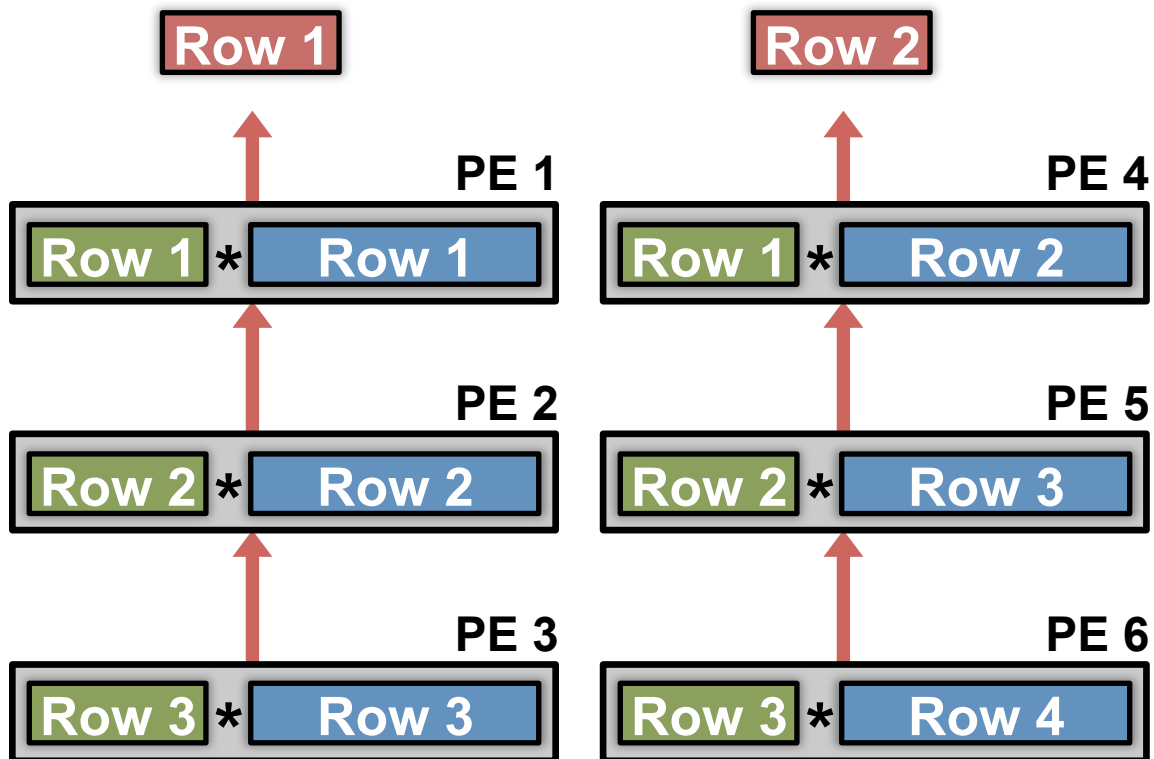 Row 1
Row 2
PE 1
PE 4
Row 1 * Row 1
Row 1 * Row 2
PE 2
PE 5
Row 2 * Row 2
Row 2 * Row 3
PE 3
PE 6
Row 3 * Row 3
Row 3 * Row 4